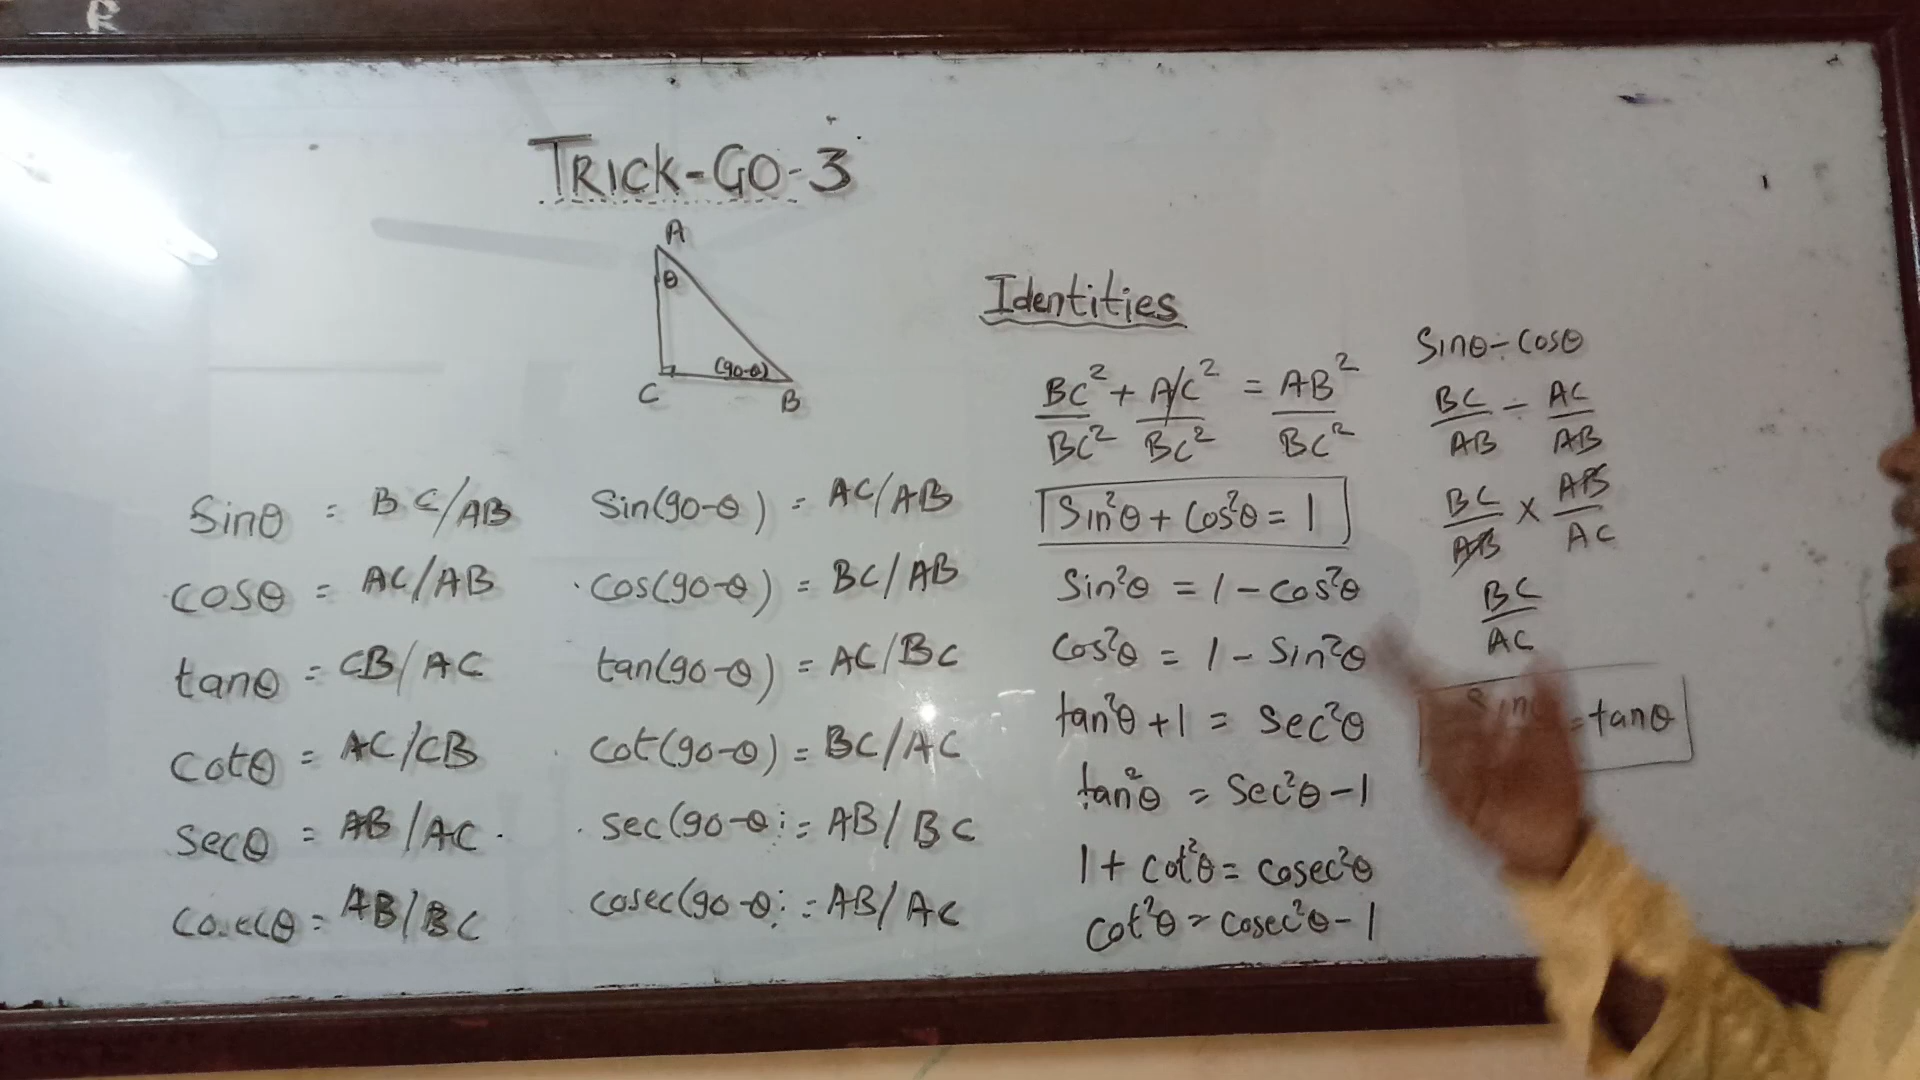 R
TRICK-GO-3
A
θ
(90-θ)
C B
Sinθ = BC/AB
cosθ = AC/AB
tanθ = CB/AC
cotθ = AC/CB
secθ = AB/AC
cosecθ = AB/BC
Sin(90-θ) = AC/AB
cos(90-θ) = BC/AB
tan(90-θ) = AC/BC
cot(90-θ) = BC/AC
sec(90-θ) = AB/BC
cosec(90-θ) = AB/AC
Identities
BC²/BC² + AC²/BC² = AB²/BC²
Sin²θ + Cos²θ = 1
Sin²θ = 1 - cos²θ
Cos²θ = 1 - Sin²θ
tan²θ + 1 = Sec²θ
tan²θ = Sec²θ - 1
1 + cot²θ = cosec²θ
cot²θ = cosec²θ - 1
Sinθ ÷ Cosθ
BC/AB ÷ AC/AB
BC/AB × AB/AC
BC/AC
= tanθ